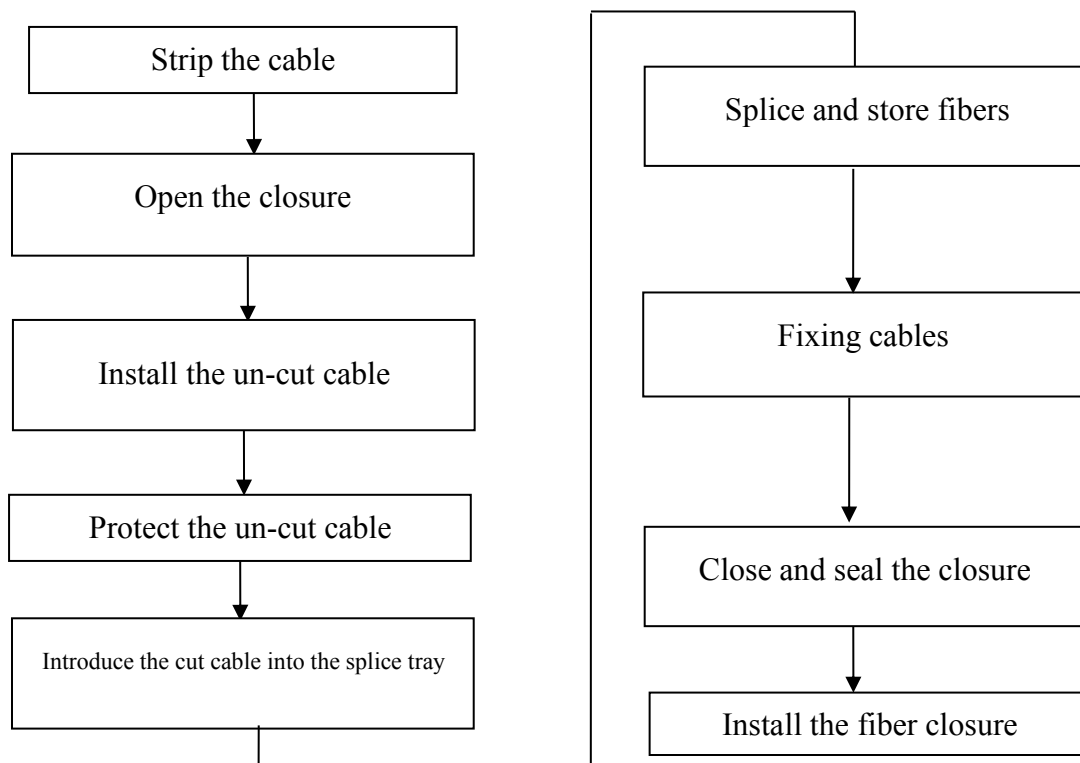 Strip the cable
Open the closure
Install the un-cut cable
Protect the un-cut cable
Introduce the cut cable into the splice tray
Splice and store fibers
Fixing cables
Close and seal the closure
Install the fiber closure